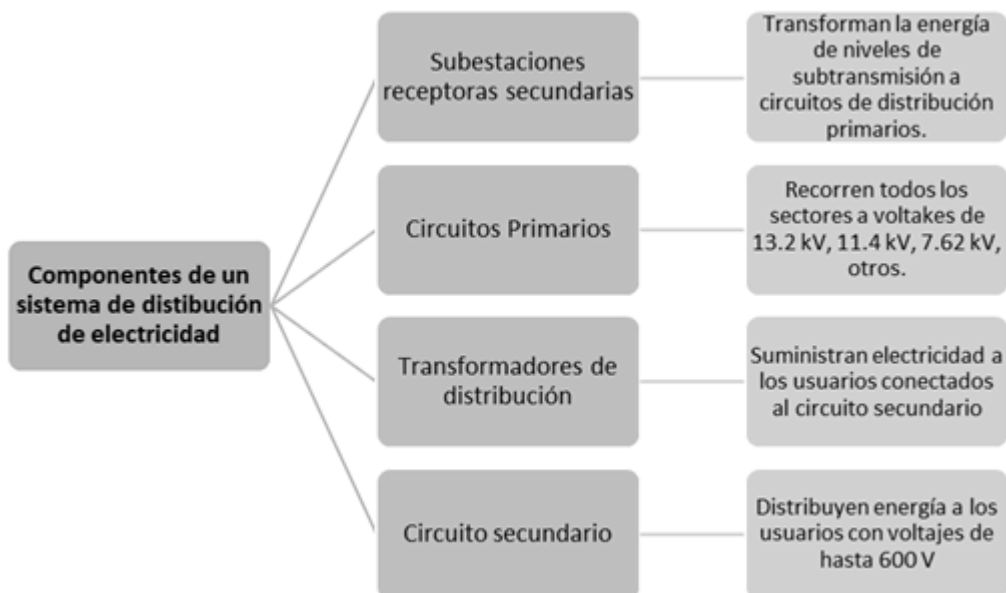 Componentes de un
sistema de distibución
de electricidad
Subestaciones
receptoras secundarias
Transforman la energía
de niveles de
subtransmisión a
circuitos de distribución
primarios.
Circuitos Primarios
Recorren todos los
sectores a voltakes de
13.2 kV, 11.4 kV, 7.62 kV,
otros.
Transformadores de
distribución
Suministran electricidad a
los usuarios conectados
al circuito secundario
Circuito secundario
Distribuyen energía a los
usuarios con voltajes de
hasta 600 V